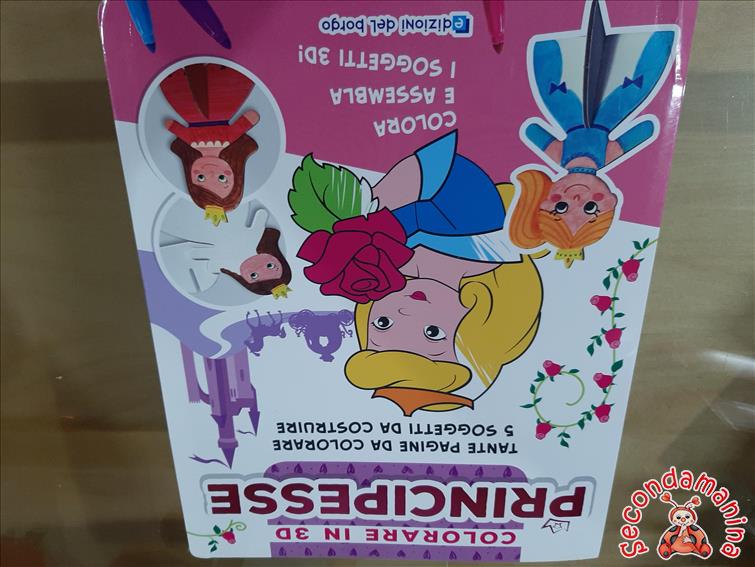 COLORARE IN 3D
PRINCIPESSE
TANTE PAGINE DA COLORARE
5 SOGGETTI DA COSTRUIRE
COLORA
E ASSEMBLA
I SOGGETTI 3D!
edizioni del borgo
secondamanina